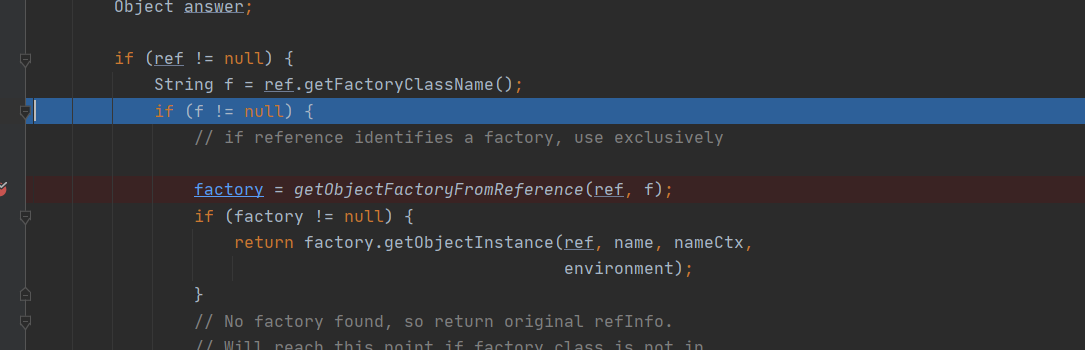 Object answer;
if (ref != null) {
String f = ref.getFactoryClassName();
if (f != null) {
// if reference identifies a factory, use exclusively
factory = getObjectFactoryFromReference(ref, f);
if (factory != null) {
return factory.getObjectInstance(ref, name, nameCtx,
environment);
}
// No factory found, so return original refInfo.
// Will reach this point if factory class is not in